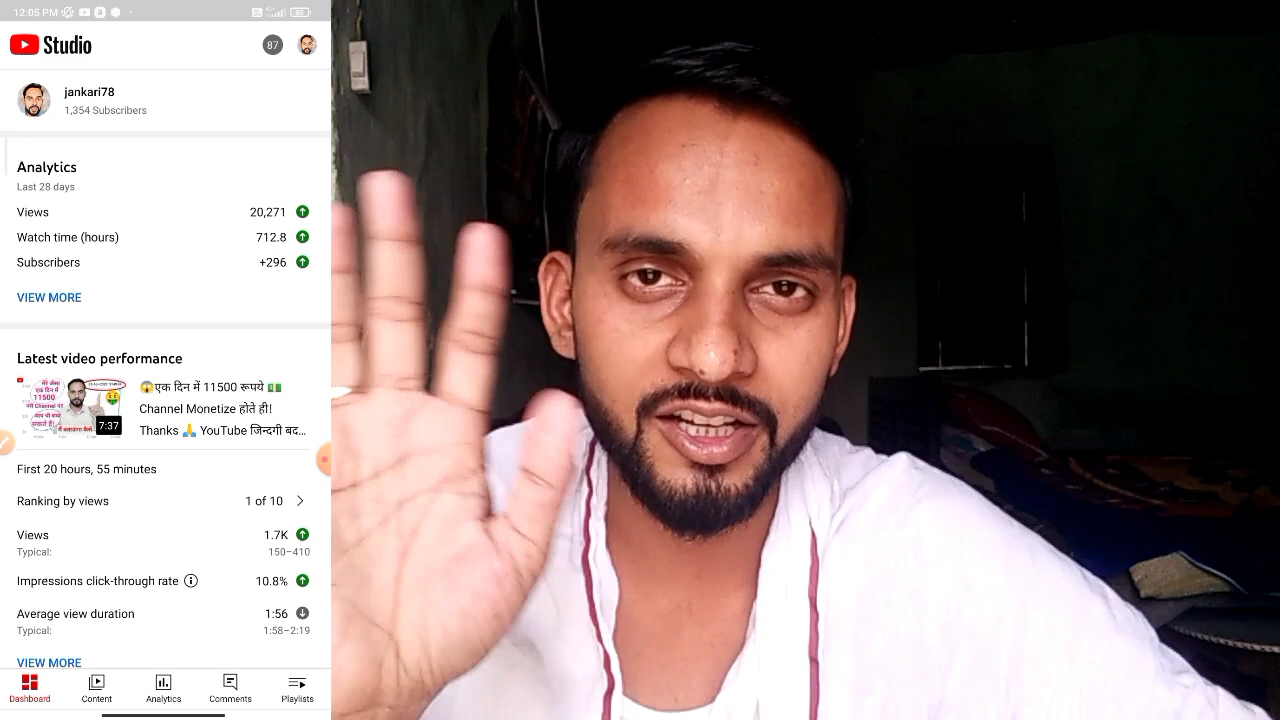 12:05 PM
Studio
87
jankari78
1,354 Subscribers
Analytics
Last 28 days
Views 20,271
Watch time (hours) 712.8
Subscribers +296
VIEW MORE
Latest video performance
7:37
😱एक दिन में 11500 रूपये 💵
Channel Monetize होते ही!
Thanks 🙏 YouTube जिन्दगी बद...
First 20 hours, 55 minutes
Ranking by views 1 of 10
Views 1.7K
Typical: 150–410
Impressions click-through rate 10.8%
Average view duration 1:56
Typical: 1:58–2:19
VIEW MORE
Dashboard Content Analytics Comments Playlists